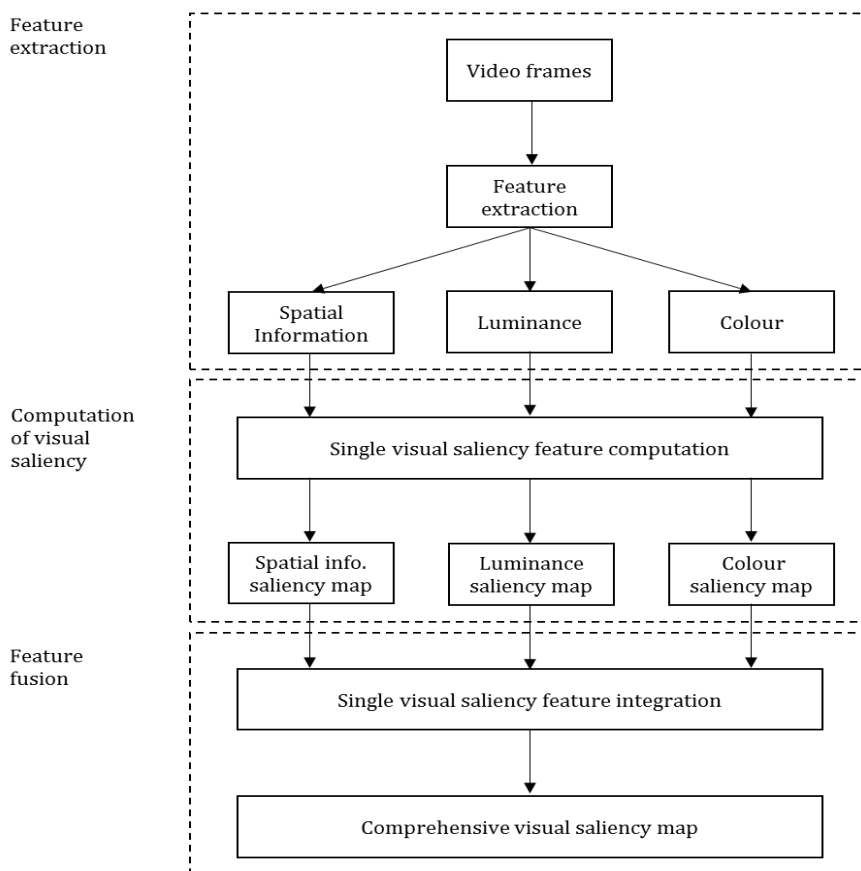 Feature
extraction
Video frames
Feature
extraction
Spatial
Information
Luminance
Colour
Computation
of visual
saliency
Single visual saliency feature computation
Spatial info.
saliency map
Luminance
saliency map
Colour
saliency map
Feature
fusion
Single visual saliency feature integration
Comprehensive visual saliency map